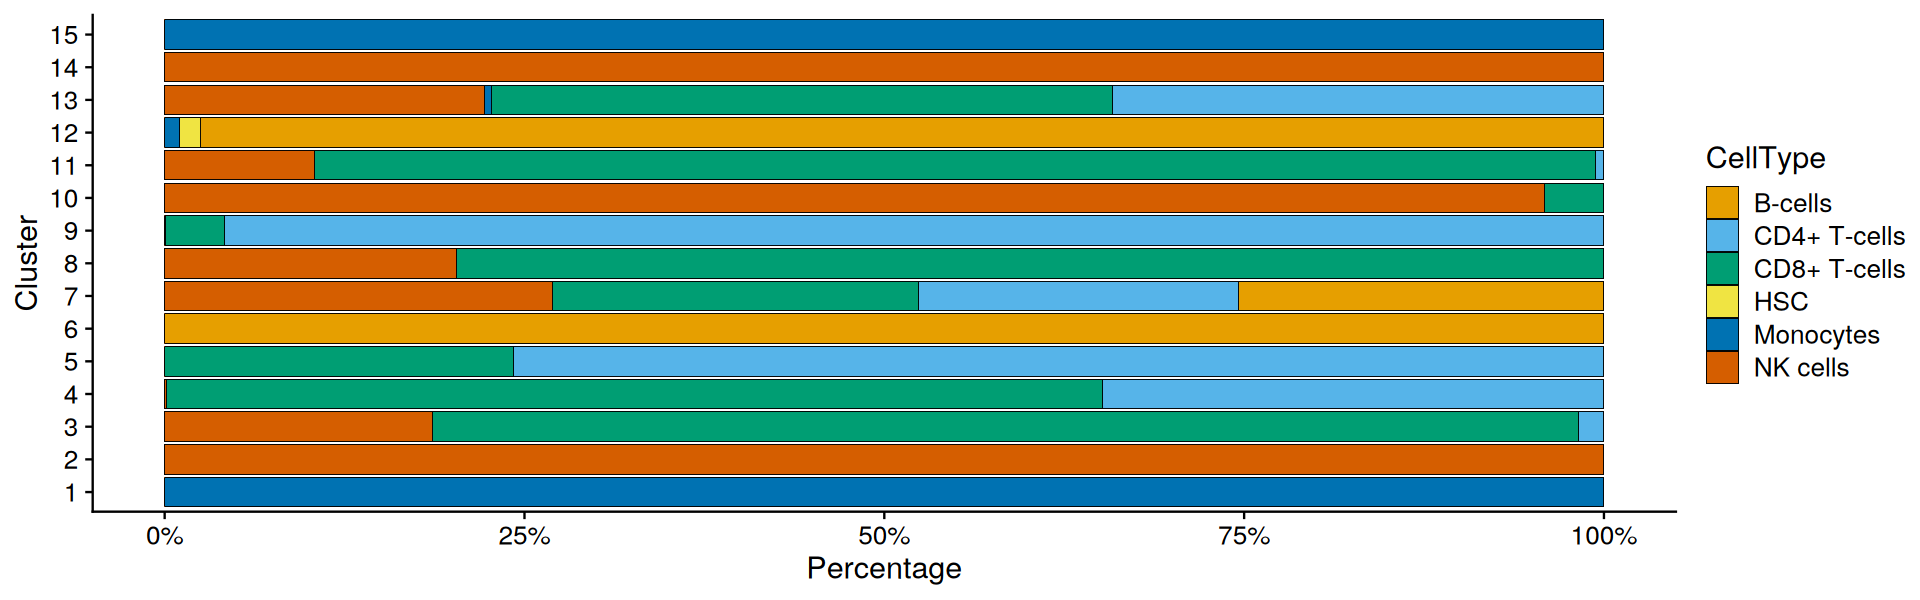 15
14
13
12
11
10
9
8
7
6
5
4
3
2
1
Cluster
0% 25% 50% 75% 100%
Percentage
CellType
B-cells
CD4+ T-cells
CD8+ T-cells
HSC
Monocytes
NK cells